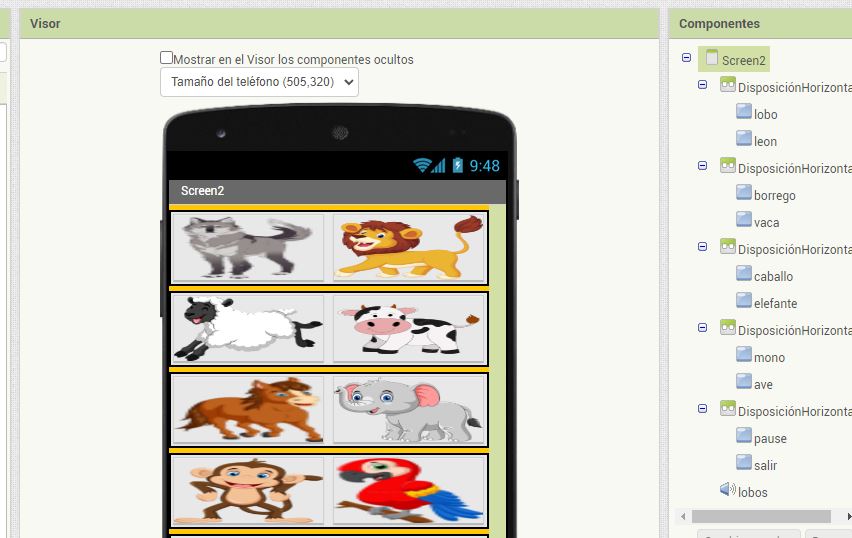 Visor
Mostrar en el Visor los componentes ocultos
Tamaño del teléfono (505,320)
9:48
Screen2
Componentes
Screen2
DisposiciónHorizonta
lobo
leon
DisposiciónHorizonta
borrego
vaca
DisposiciónHorizonta
caballo
elefante
DisposiciónHorizonta
mono
ave
DisposiciónHorizonta
pause
salir
lobos